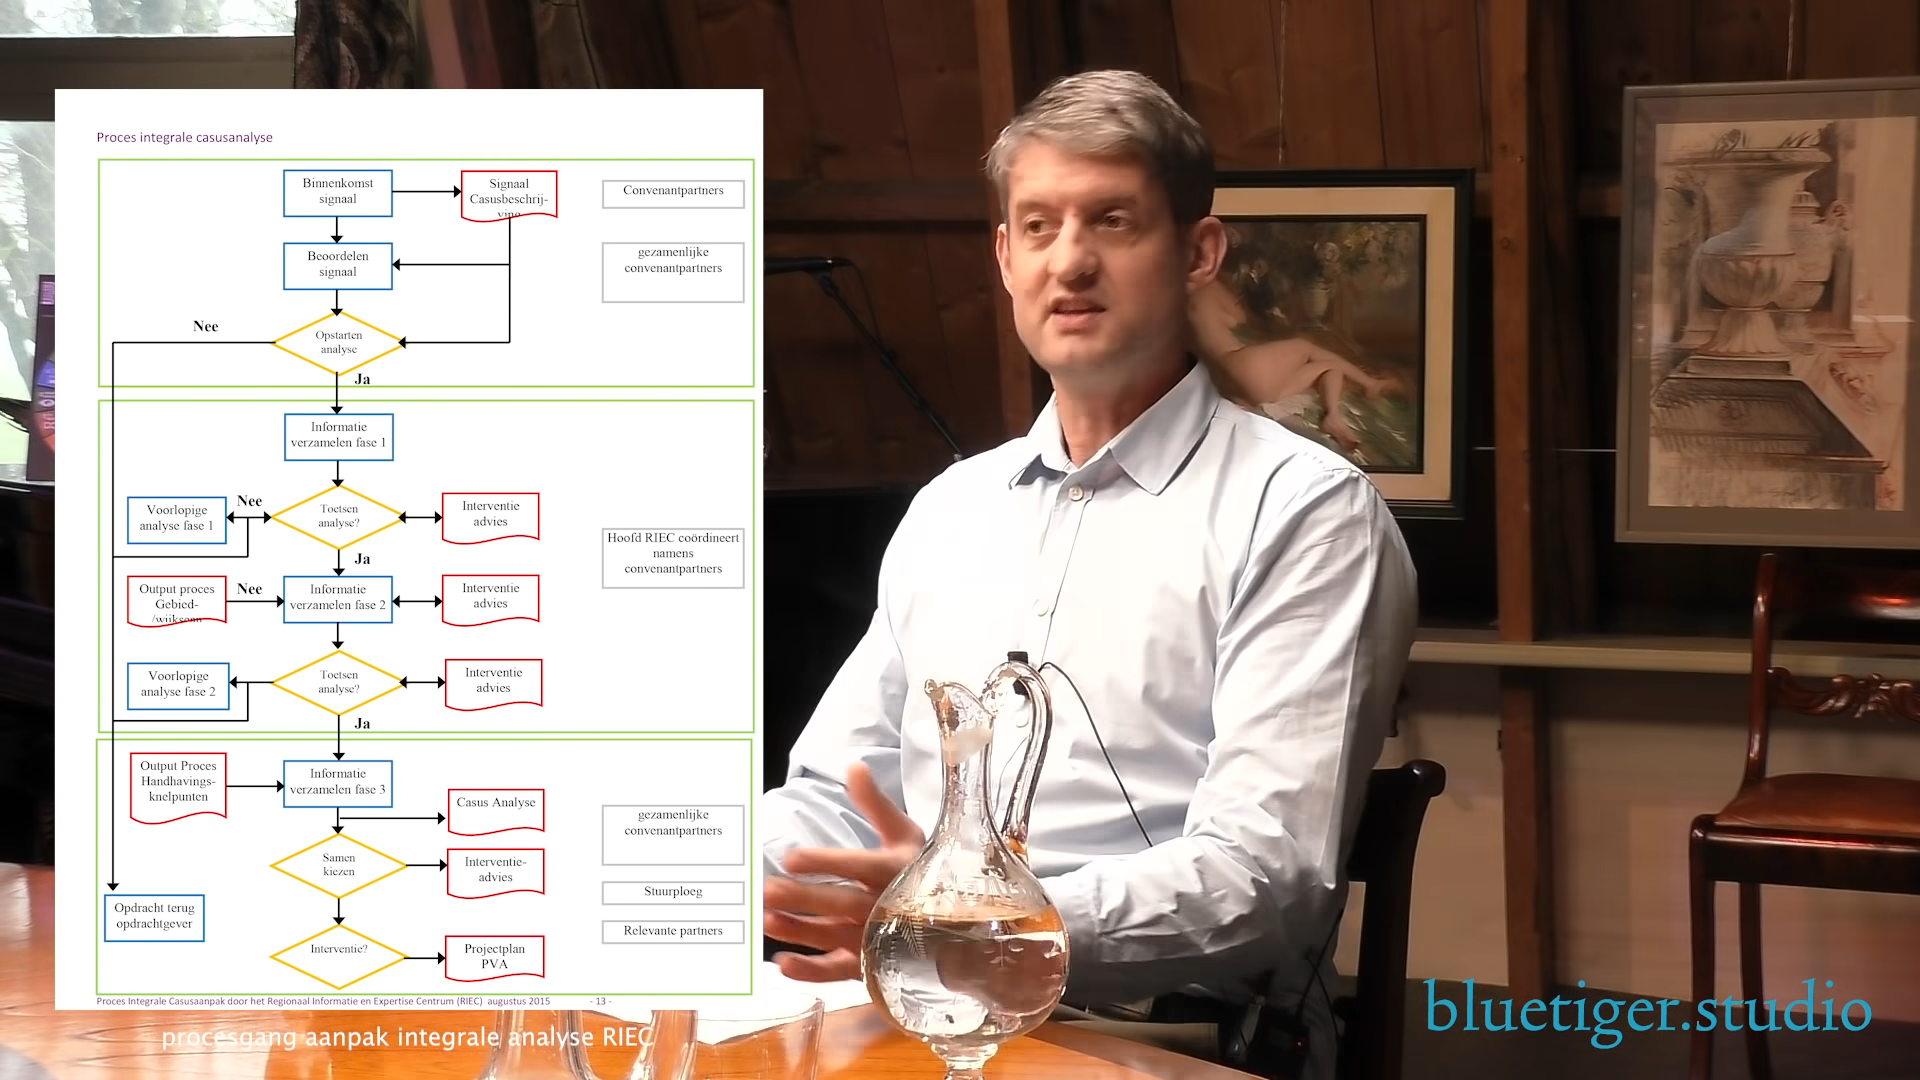 Proces integrale casusanalyse
Binnenkomst
signaal
Signaal
Casusbeschrij-
Convenantpartners
Beoordelen
signaal
gezamenlijke
convenantpartners
Nee
Opstarten
analyse
Ja
Informatie
verzamelen fase 1
Voorlopige
analyse fase 1
Nee
Toetsen
analyse?
Interventie
advies
Hoofd RIEC coördineert
namens
convenantpartners
Ja
Output proces
Gebied-
Nee
Informatie
verzamelen fase 2
Interventie
advies
Voorlopige
analyse fase 2
Toetsen
analyse?
Interventie
advies
Ja
Output Proces
Handhavings-
knelpunten
Informatie
verzamelen fase 3
Casus Analyse
gezamenlijke
convenantpartners
Samen
kiezen
Interventie-
advies
Stuurploeg
Opdracht terug
opdrachtgever
Relevante partners
Interventie?
Projectplan
PVA
Proces Integrale Casusaanpak door het Regionaal Informatie en Expertise Centrum (RIEC) augustus 2015 - 13 -
procesgang aanpak integrale analyse RIEC
bluetiger.studio